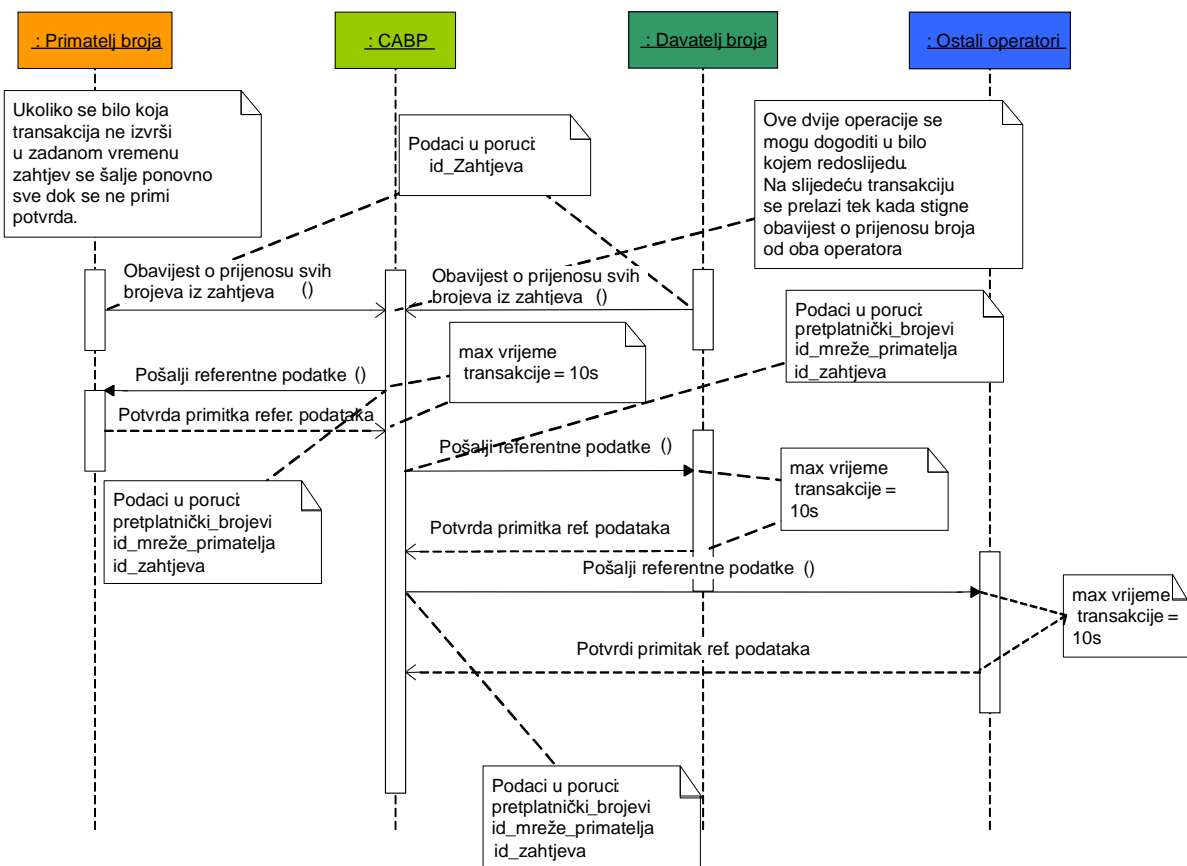 : Primatelj broja
: CABP
: Davatelj broja
: Ostali operatori
Ukoliko se bilo koja
transakcija ne izvrši
u zadanom vremenu
zahtjev se šalje ponovno
sve dok se ne primi
potvrda.
Podaci u poruci:
id_Zahtjeva
Ove dvije operacije se
mogu dogoditi u bilo
kojem redoslijedu.
Na slijedeću transakciju
se prelazi tek kada stigne
obavijest o prijenosu broja
od oba operatora
Obavijest o prijenosu svih
brojeva iz zahtjeva ()
Obavijest o prijenosu svih
brojeva iz zahtjeva ()
Podaci u poruci:
pretplatnički_brojevi
id_mreže_primatelja
id_zahtjeva
max vrijeme
transakcije = 10s
Pošalji referentne podatke ()
Potvrda primitka refer. podataka
Pošalji referentne podatke ()
max vrijeme
transakcije =
10s
Podaci u poruci:
pretplatnički_brojevi
id_mreže_primatelja
id_zahtjeva
Potvrda primitka ref. podataka
Pošalji referentne podatke ()
max vrijeme
transakcije =
10s
Potvrdi primitak ref. podataka
Podaci u poruci:
pretplatnički_brojevi
id_mreže_primatelja
id_zahtjeva